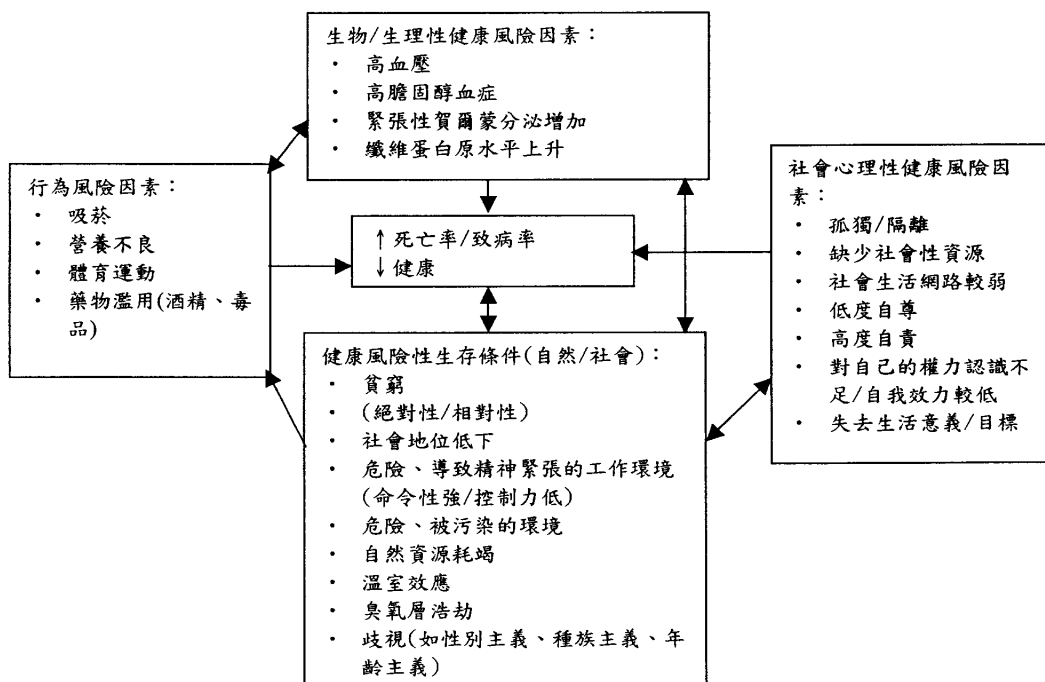 生物/生理性健康風險因素：
· 高血壓
· 高膽固醇血症
· 緊張性賀爾蒙分泌增加
· 纖維蛋白原水平上升
行為風險因素：
· 吸菸
· 營養不良
· 體育運動
· 藥物濫用(酒精、毒
品)
↑ 死亡率/致病率
↓ 健康
社會心理性健康風險因
素：
· 孤獨/隔離
· 缺少社會性資源
· 社會生活網路較弱
· 低度自尊
· 高度自責
· 對自己的權力認識不
足/自我效力較低
· 失去生活意義/目標
健康風險性生存條件(自然/社會)：
· 貧窮
· (絕對性/相對性)
· 社會地位低下
· 危險、導致精神緊張的工作環境
(命令性強/控制力低)
· 危險、被污染的環境
· 自然資源耗竭
· 溫室效應
· 臭氧層浩劫
· 歧視(如性別主義、種族主義、年
齡主義)